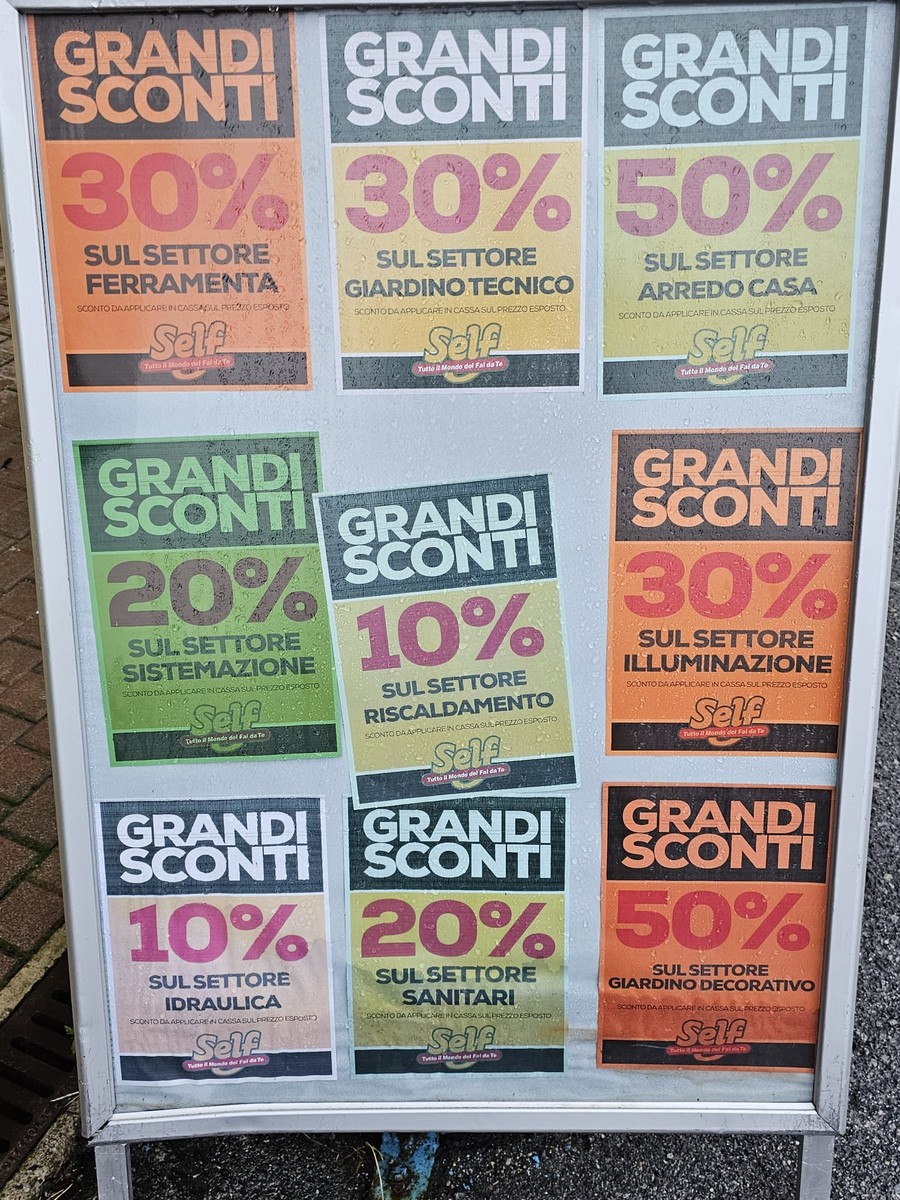 GRANDI
SCONTI
30%
SUL SETTORE
FERRAMENTA
SCONTO DA APPLICARE IN CASSA SUL PREZZO ESPOSTO
Self
Tutto il Mondo del Fai da Te
GRANDI
SCONTI
30%
SUL SETTORE
GIARDINO TECNICO
SCONTO DA APPLICARE IN CASSA SUL PREZZO ESPOSTO
Self
Tutto il Mondo del Fai da Te
GRANDI
SCONTI
50%
SUL SETTORE
ARREDO CASA
SCONTO DA APPLICARE IN CASSA SUL PREZZO ESPOSTO
Self
Tutto il Mondo del Fai da Te
GRANDI
SCONTI
20%
SUL SETTORE
SISTEMAZIONE
SCONTO DA APPLICARE IN CASSA SUL PREZZO ESPOSTO
Self
Tutto il Mondo del Fai da Te
GRANDI
SCONTI
10%
SUL SETTORE
RISCALDAMENTO
SCONTO DA APPLICARE IN CASSA SUL PREZZO ESPOSTO
Self
Tutto il Mondo del Fai da Te
GRANDI
SCONTI
30%
SUL SETTORE
ILLUMINAZIONE
SCONTO DA APPLICARE IN CASSA SUL PREZZO ESPOSTO
Self
Tutto il Mondo del Fai da Te
GRANDI
SCONTI
10%
SUL SETTORE
IDRAULICA
SCONTO DA APPLICARE IN CASSA SUL PREZZO ESPOSTO
Self
Tutto il Mondo del Fai da Te
GRANDI
SCONTI
20%
SUL SETTORE
SANITARI
SCONTO DA APPLICARE IN CASSA SUL PREZZO ESPOSTO
Self
Tutto il Mondo del Fai da Te
GRANDI
SCONTI
50%
SUL SETTORE
GIARDINO DECORATIVO
SCONTO DA APPLICARE IN CASSA SUL PREZZO ESPOSTO
Self
Tutto il Mondo del Fai da Te